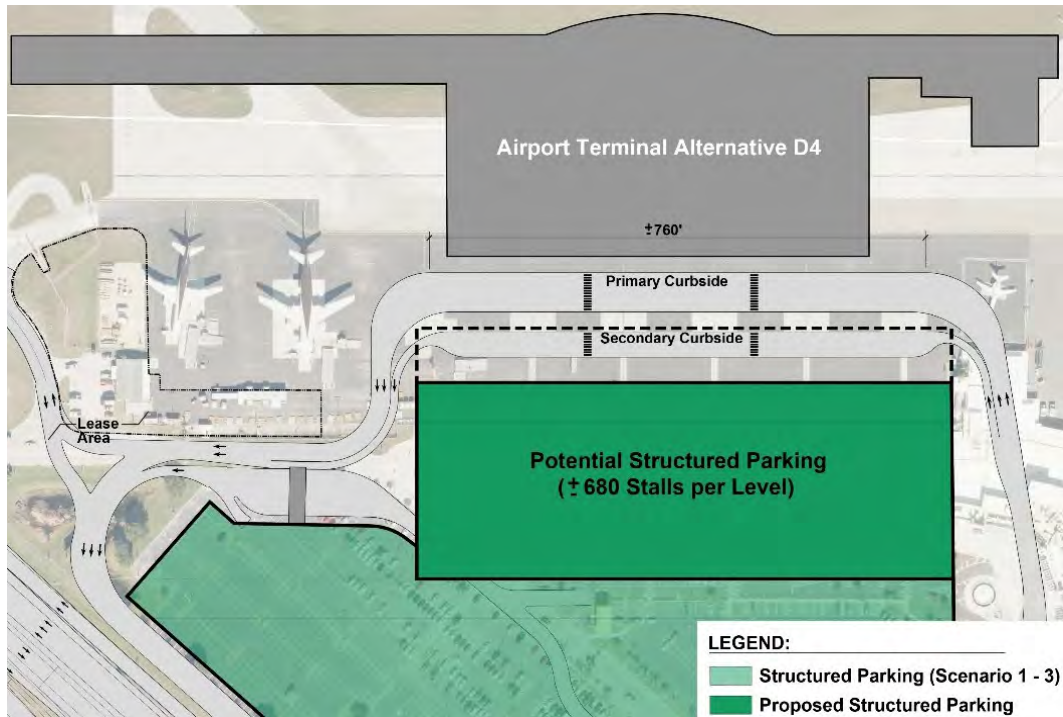 Airport Terminal Alternative D4
±760'
Primary Curbside
Secondary Curbside
Lease
Area
Potential Structured Parking
(±680 Stalls per Level)
LEGEND:
Structured Parking (Scenario 1 - 3)
Proposed Structured Parking